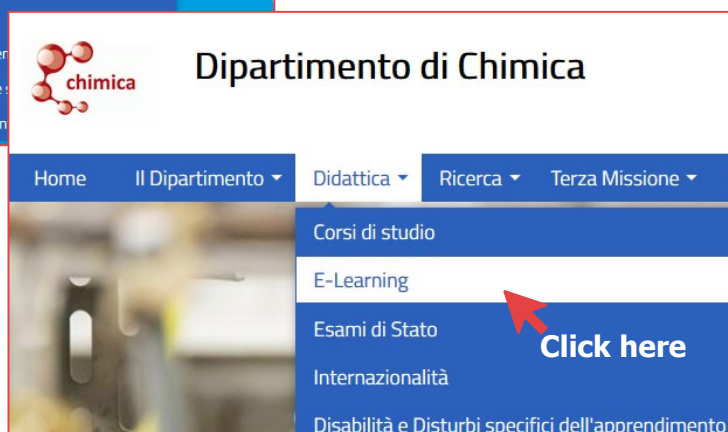 chimica
Dipartimento di Chimica
Home Il Dipartimento Didattica Ricerca Terza Missione
Corsi di studio
E-Learning
Click here
Esami di Stato
Internazionalità
Disabilità e Disturbi specifici dell'apprendimento